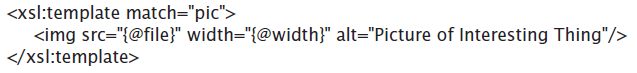 <xsl:template match="pic">
<img src="{@file}" width="{@width}" alt="Picture of Interesting Thing"/>
</xsl:template>